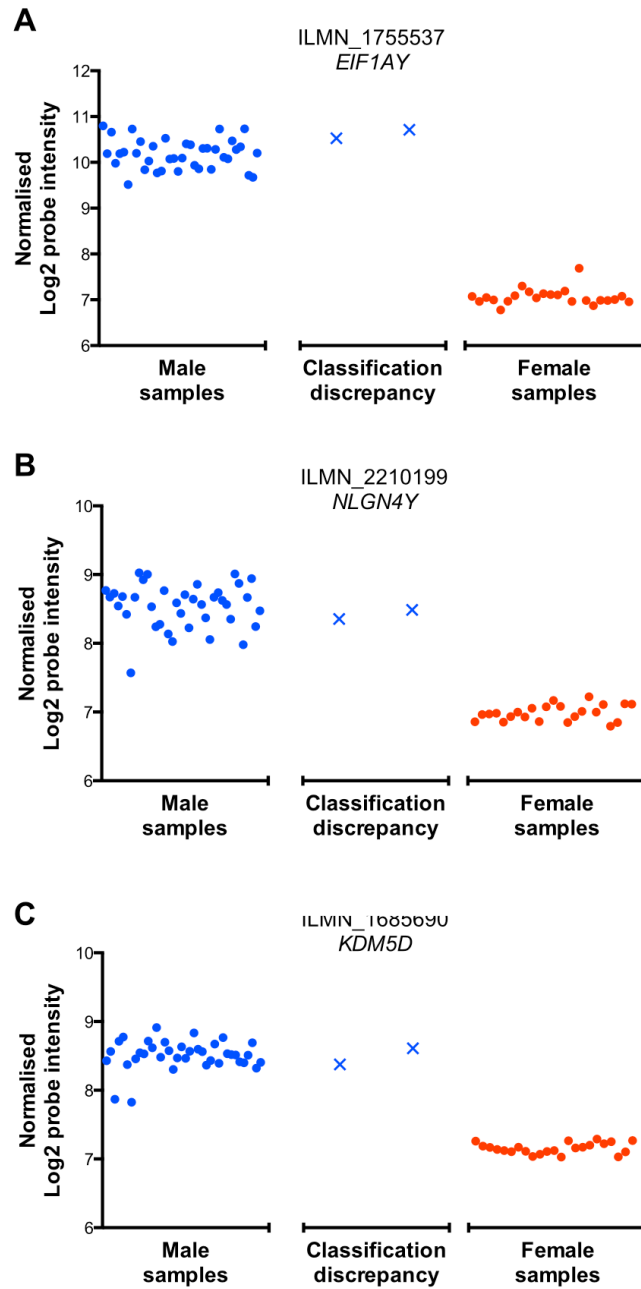 A
ILMN_1755537
EIF1AY
Normalised
Log2 probe intensity
12
11
10
9
8
7
6
Male
samples
Classification
discrepancy
Female
samples
B
ILMN_2210199
NLGN4Y
Normalised
Log2 probe intensity
10
9
8
7
6
Male
samples
Classification
discrepancy
Female
samples
C
ILMN_1685690
KDM5D
Normalised
Log2 probe intensity
10
9
8
7
6
Male
samples
Classification
discrepancy
Female
samples